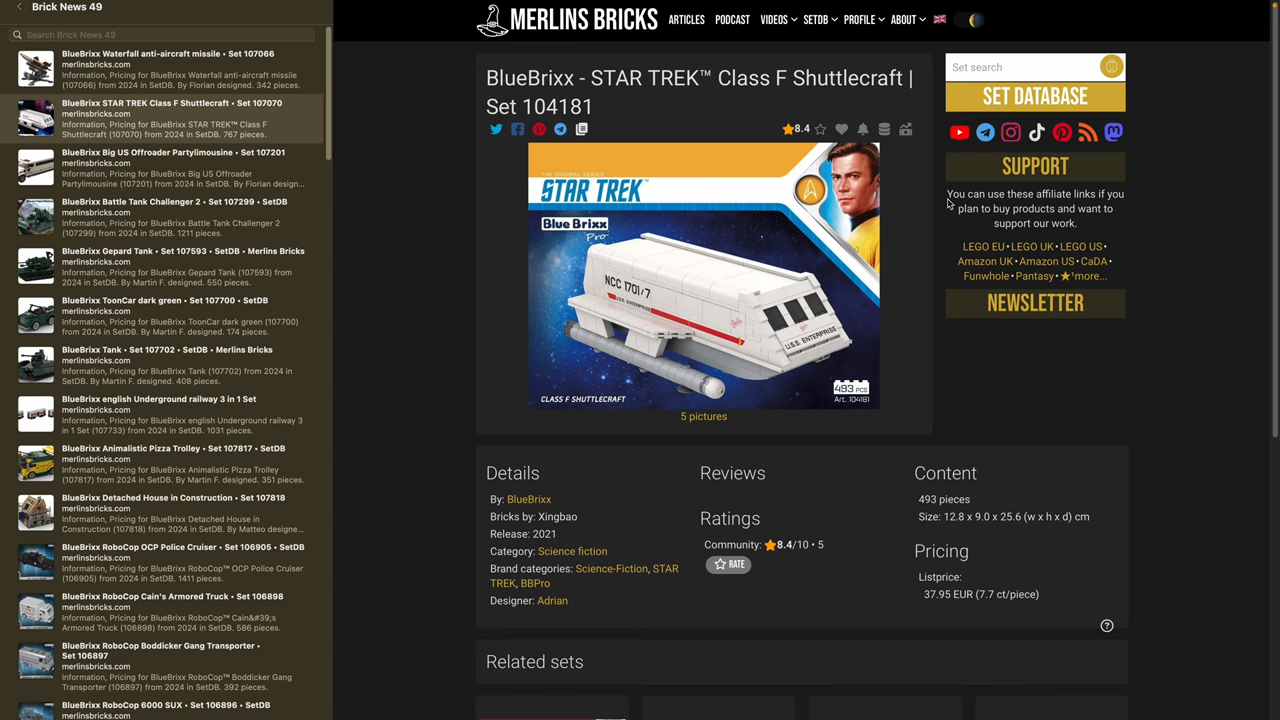 Brick News 49
Search Brick News 49
BlueBrixx Waterfall anti-aircraft missile • Set 107066
merlinsbricks.com
Information, Pricing for BlueBrixx Waterfall anti-aircraft missile
(107066) from 2024 in SetDB. By Florian designed. 342 pieces.
BlueBrixx STAR TREK Class F Shuttlecraft • Set 107070
merlinsbricks.com
Information, Pricing for BlueBrixx STAR TREK™ Class F
Shuttlecraft (107070) from 2024 in SetDB. 767 pieces.
BlueBrixx Big US Offroader Partylimousine • Set 107201
merlinsbricks.com
Information, Pricing for BlueBrixx Big US Offroader
Partylimousine (107201) from 2024 in SetDB. By Florian design...
BlueBrixx Battle Tank Challenger 2 • Set 107299 • SetDB
merlinsbricks.com
Information, Pricing for BlueBrixx Battle Tank Challenger 2
(107299) from 2024 in SetDB. 1211 pieces.
BlueBrixx Gepard Tank • Set 107593 • SetDB • Merlins Bricks
merlinsbricks.com
Information, Pricing for BlueBrixx Gepard Tank (107593) from
2024 in SetDB. By Martin F. designed. 550 pieces.
BlueBrixx ToonCar dark green • Set 107700 • SetDB
merlinsbricks.com
Information, Pricing for BlueBrixx ToonCar dark green (107700)
from 2024 in SetDB. By Martin F. designed. 174 pieces.
BlueBrixx Tank • Set 107702 • SetDB • Merlins Bricks
merlinsbricks.com
Information, Pricing for BlueBrixx Tank (107702) from 2024 in
SetDB. By Martin F. designed. 408 pieces.
BlueBrixx english Underground railway 3 in 1 Set
merlinsbricks.com
Information, Pricing for BlueBrixx english Underground railway 3
in 1 Set (107733) from 2024 in SetDB. 1031 pieces.
BlueBrixx Animalistic Pizza Trolley • Set 107817 • SetDB
merlinsbricks.com
Information, Pricing for BlueBrixx Animalistic Pizza Trolley
(107817) from 2024 in SetDB. By Martin F. designed. 351 pieces.
BlueBrixx Detached House in Construction • Set 107818
merlinsbricks.com
Information, Pricing for BlueBrixx Detached House in
Construction (107818) from 2024 in SetDB. By Matteo designe...
BlueBrixx RoboCop OCP Police Cruiser • Set 106905 • SetDB
merlinsbricks.com
Information, Pricing for BlueBrixx RoboCop™ OCP Police Cruiser
(106905) from 2024 in SetDB. 1411 pieces.
BlueBrixx RoboCop Cain's Armored Truck • Set 106898
merlinsbricks.com
Information, Pricing for BlueBrixx RoboCop™ Cain&#39;s
Armored Truck (106898) from 2024 in SetDB. 586 pieces.
BlueBrixx RoboCop Boddicker Gang Transporter •
Set 106897
merlinsbricks.com
Information, Pricing for BlueBrixx RoboCop™ Boddicker Gang
Transporter (106897) from 2024 in SetDB. 392 pieces.
BlueBrixx RoboCop 6000 SUX • Set 106896 • SetDB
merlinsbricks.com
MERLINS BRICKS
ARTICLES PODCAST VIDEOS SETDB PROFILE ABOUT
BlueBrixx - STAR TREK™ Class F Shuttlecraft |
Set 104181
8.4
THE ORIGINAL SERIES
STAR TREK™
Blue Brixx
Pro
NCC 1701/7
U.S.S. ENTERPRISE
Galileo
U.S.S. ENTERPRISE
CLASS F SHUTTLECRAFT
493 PCS
Art. 104181
5 pictures
Set search
SET DATABASE
SUPPORT
You can use these affiliate links if you
plan to buy products and want to
support our work.
LEGO EU • LEGO UK • LEGO US •
Amazon UK • Amazon US • CaDA •
Funwhole • Pantasy • ★¹more...
NEWSLETTER
Details
By: BlueBrixx
Bricks by: Xingbao
Release: 2021
Category: Science fiction
Brand categories: Science-Fiction, STAR
TREK, BBPro
Designer: Adrian
Reviews
Ratings
Community: 8.4/10 • 5
RATE
Content
493 pieces
Size: 12.8 x 9.0 x 25.6 (w x h x d) cm
Pricing
Listprice:
37.95 EUR (7.7 ct/piece)
?
Related sets